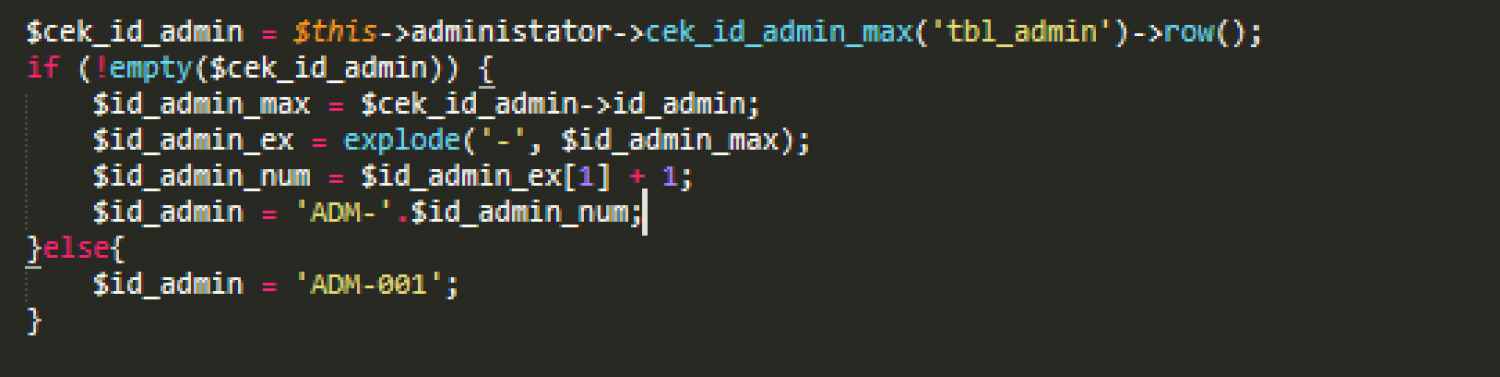 $cek_id_admin = $this->administator->cek_id_admin_max('tbl_admin')->row();
if (!empty($cek_id_admin)) {
    $id_admin_max = $cek_id_admin->id_admin;
    $id_admin_ex = explode('-', $id_admin_max);
    $id_admin_num = $id_admin_ex[1] + 1;
    $id_admin = 'ADM-'.$id_admin_num;
}else{
    $id_admin = 'ADM-001';
}